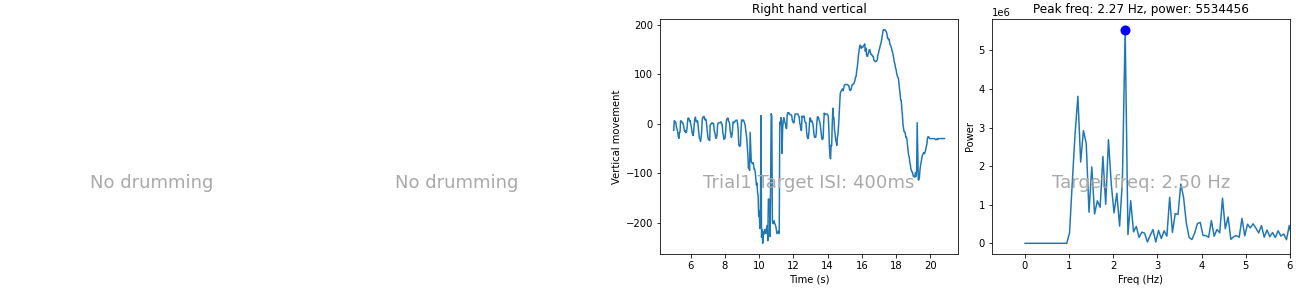 No drumming
No drumming
Right hand vertical
Vertical movement
200
100
0
−100
−200
6 8 10 12 14 16 18 20
Time (s)
Trial1 Target ISI: 400ms
Peak freq: 2.27 Hz, power: 5534456
1e6
Power
5
4
3
2
1
0
0 1 2 3 4 5 6
Freq (Hz)
Target freq: 2.50 Hz